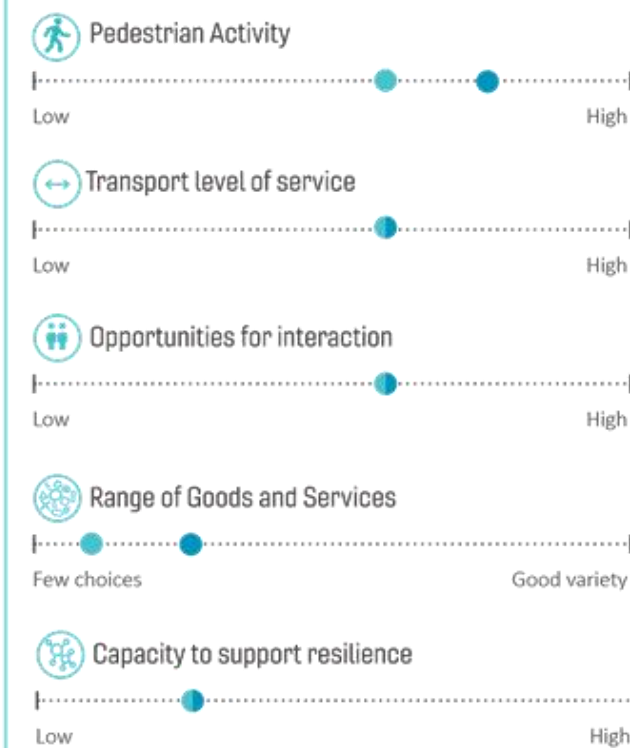 Pedestrian Activity
Low High
Transport level of service
Low High
Opportunities for interaction
Low High
Range of Goods and Services
Few choices Good variety
Capacity to support resilience
Low High